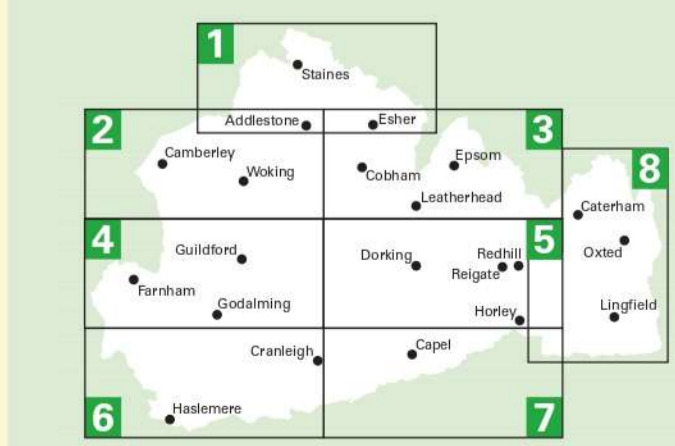 1
Staines
2
Addlestone
Esher
3
Camberley
Woking
Cobham
Epsom
Leatherhead
8
Caterham
Oxted
Lingfield
4
Guildford
Farnham
Godalming
Dorking
Redhill
Reigate
5
Horley
Cranleigh
Capel
6
Haslemere
7